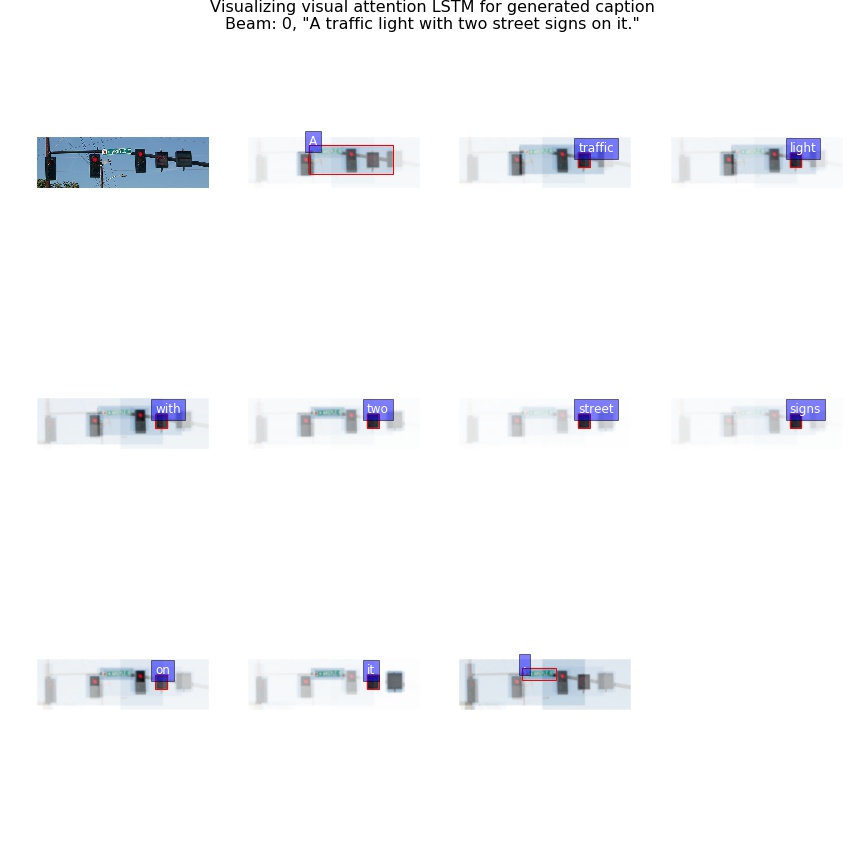 Visualizing visual attention LSTM for generated caption
Beam: 0, "A traffic light with two street signs on it."
A
traffic
light
with
two
street
signs
on
it